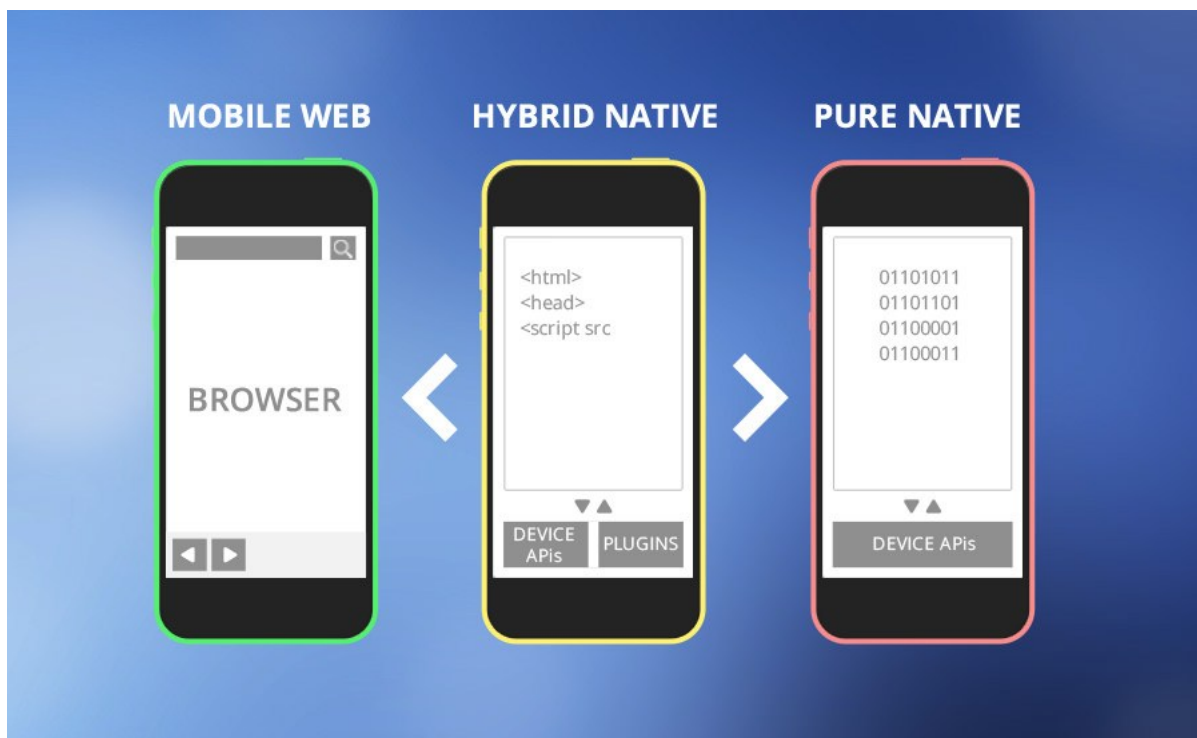 MOBILE WEB
BROWSER
HYBRID NATIVE
<html>
<head>
<script src
DEVICE
APis
PLUGINS
PURE NATIVE
01101011
01101101
01100001
01100011
DEVICE APis